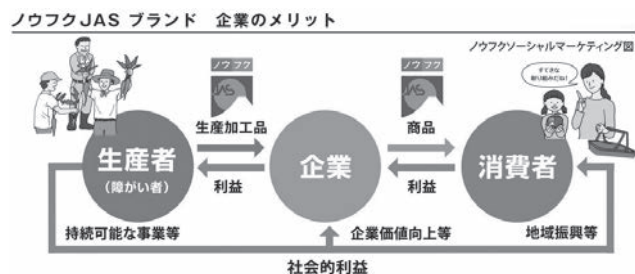 ノウフクJAS ブランド 企業のメリット
ノウフクソーシャルマーケティング図
すてきな
取り組みだね！
ノウフク
JAS
ノウフク
JAS
生産加工品
商品
生産者
（障がい者）
企業
消費者
利益
利益
持続可能な事業等
企業価値向上等
地域振興等
社会的利益